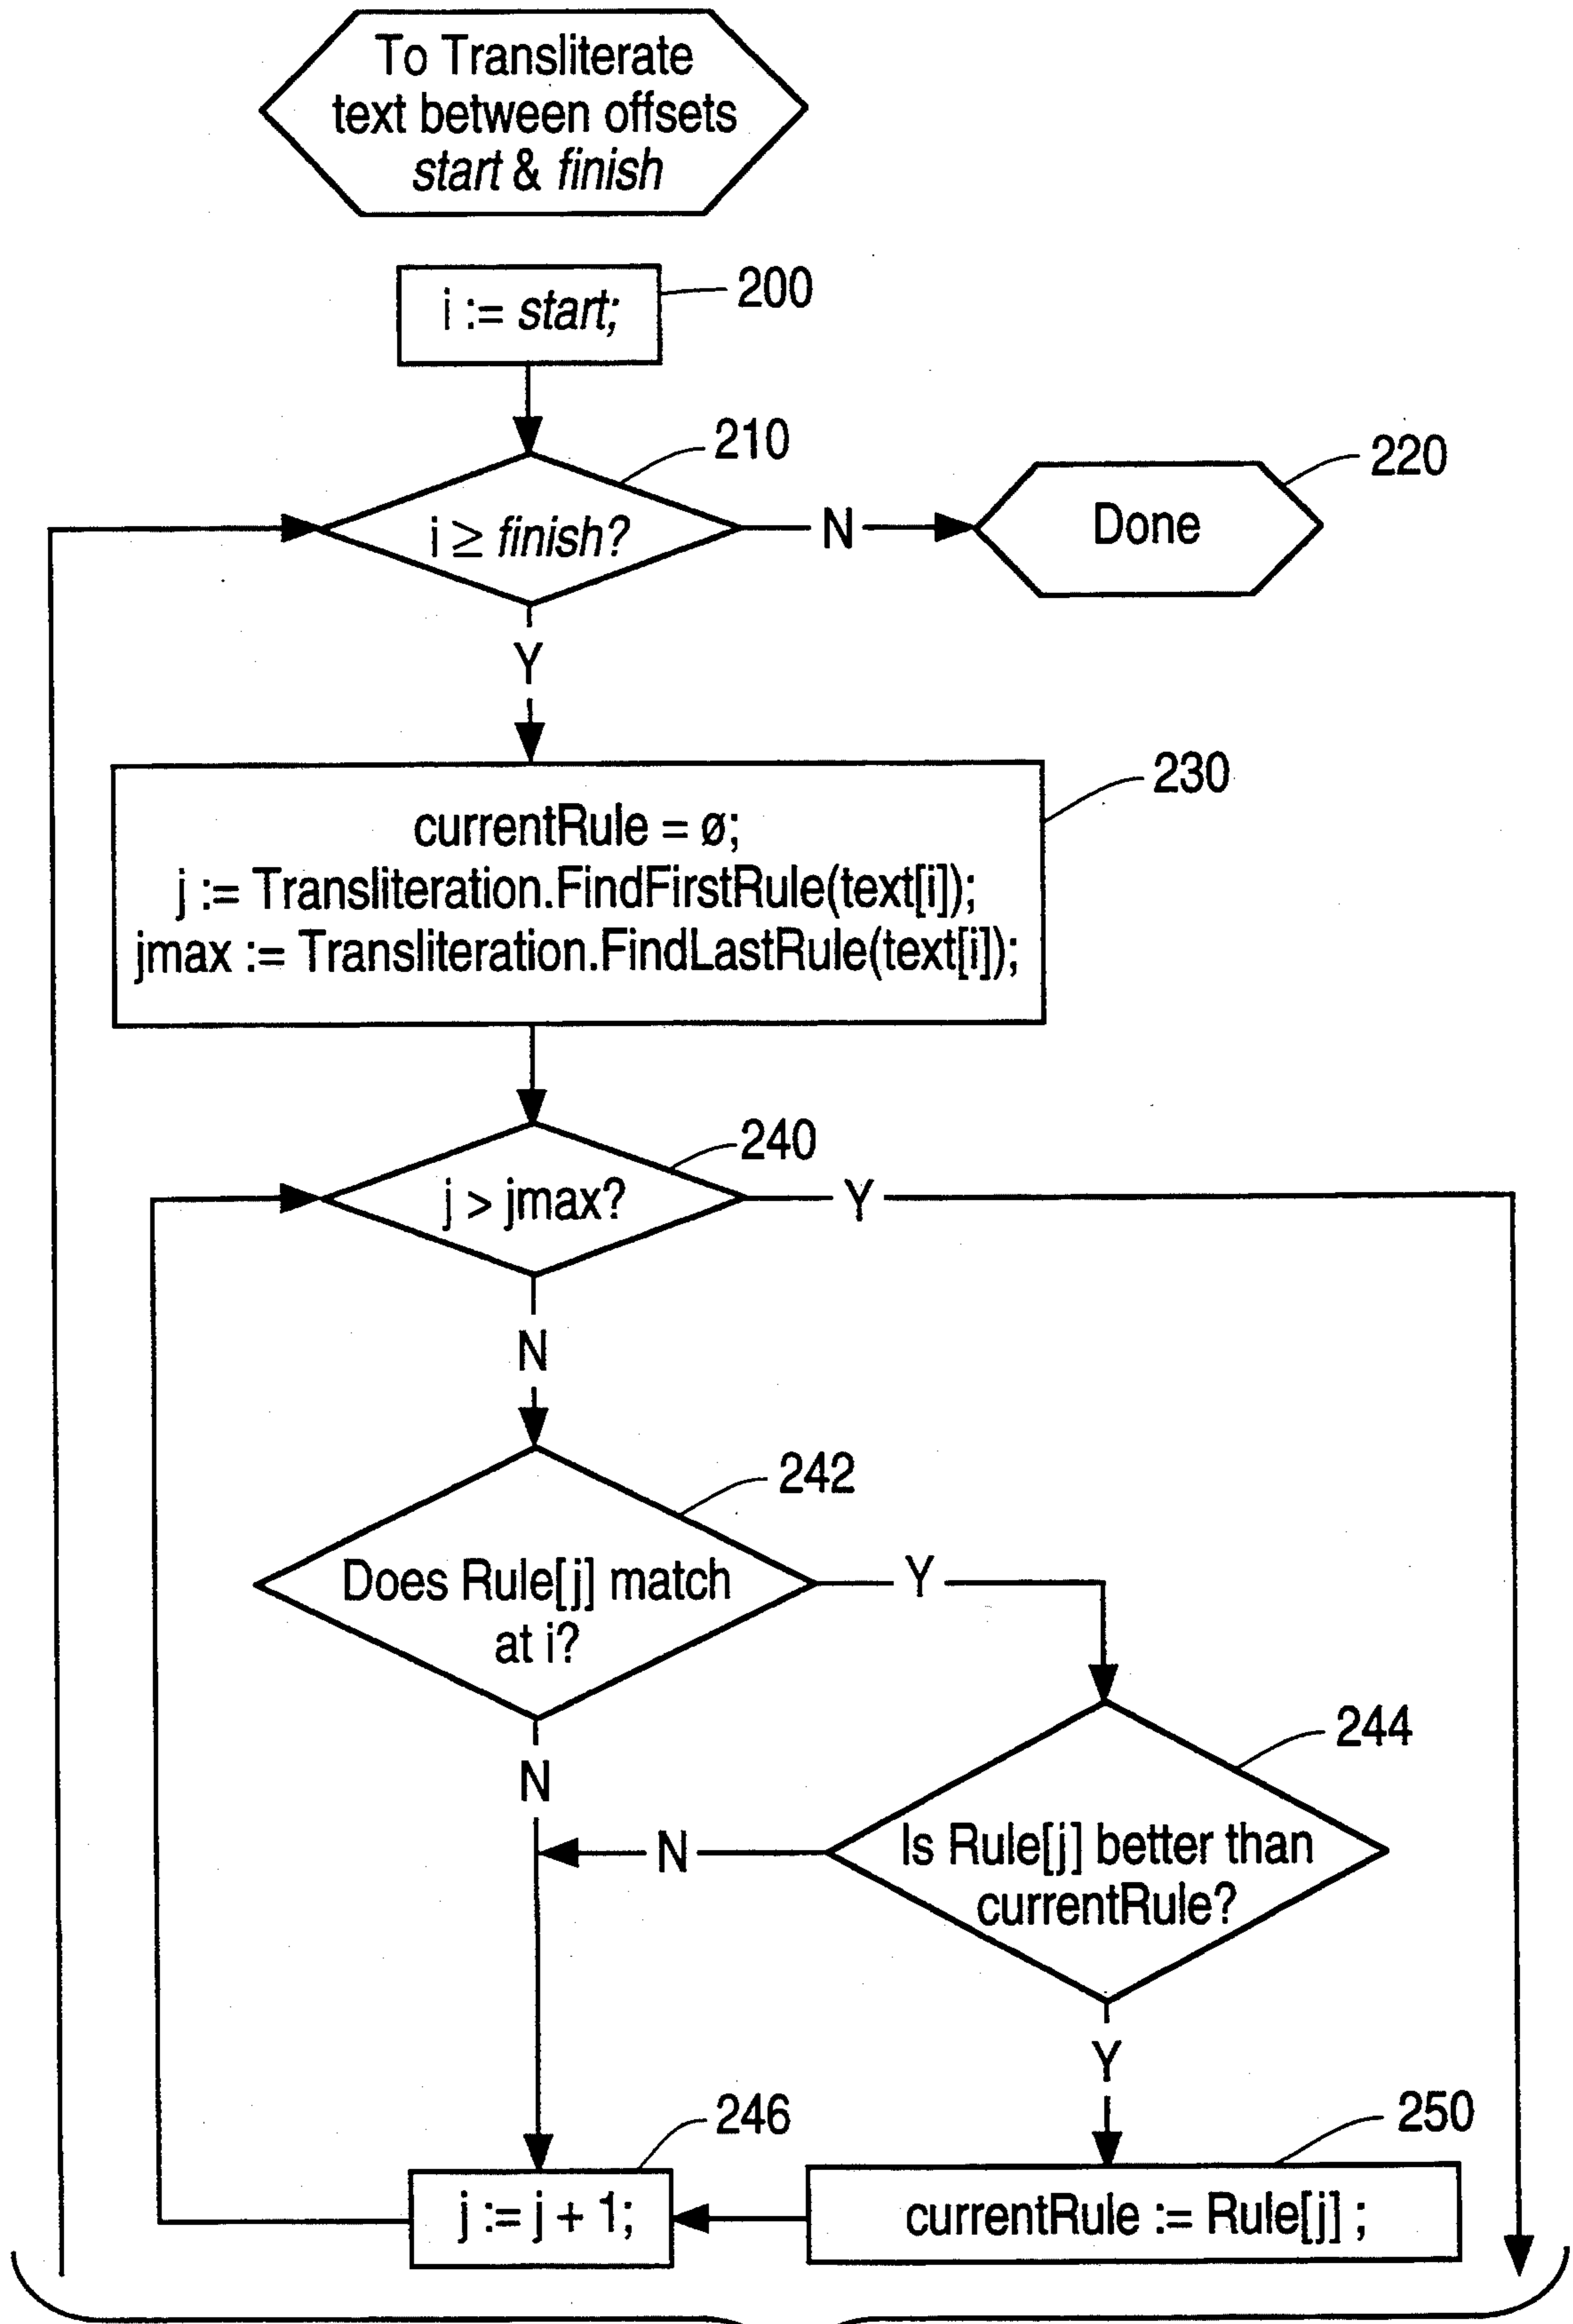 To Transliterate
text between offsets
start & finish
i := start;
200
210
i ≥ finish?
N
Done
220
Y
230
currentRule = ø;
j := Transliteration.FindFirstRule(text[i]);
jmax := Transliteration.FindLastRule(text[i]);
240
j > jmax?
Y
N
242
Does Rule[j] match
at i?
Y
N
244
Is Rule[j] better than
currentRule?
N
Y
246
j := j + 1;
250
currentRule := Rule[j] ;